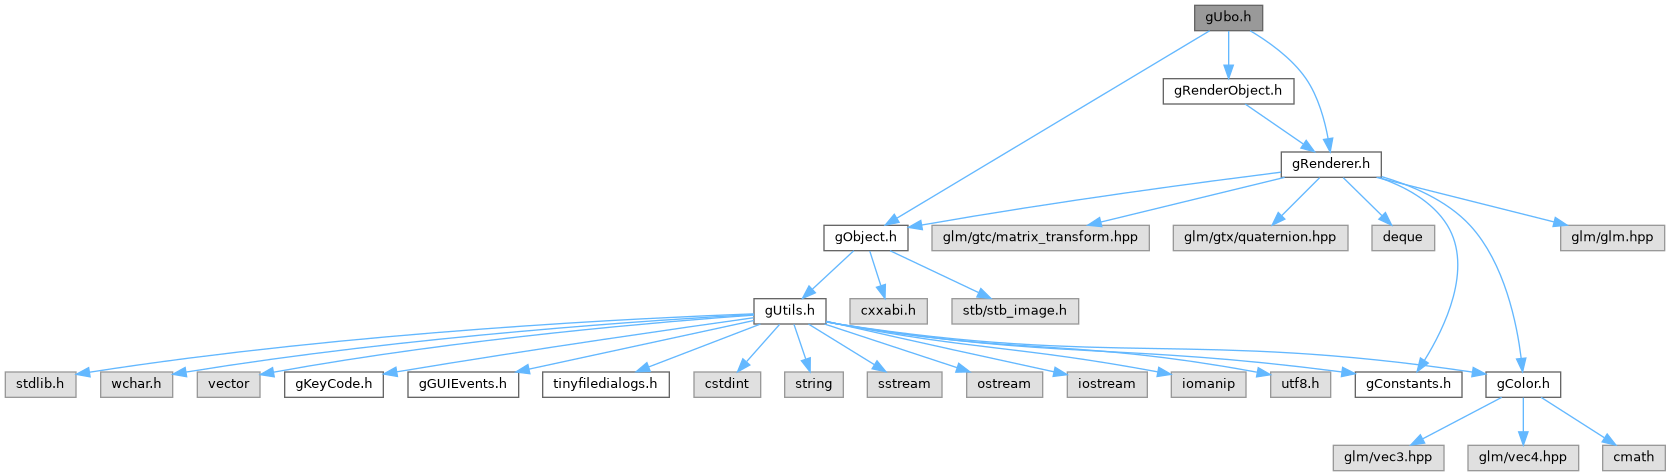 gUbo.h
gRenderObject.h
gRenderer.h
gObject.h
glm/gtc/matrix_transform.hpp
glm/gtx/quaternion.hpp
deque
glm/glm.hpp
gUtils.h
cxxabi.h
stb/stb_image.h
stdlib.h
wchar.h
vector
gKeyCode.h
gGUIEvents.h
tinyfiledialogs.h
cstdint
string
sstream
ostream
iostream
iomanip
utf8.h
gConstants.h
gColor.h
glm/vec3.hpp
glm/vec4.hpp
cmath